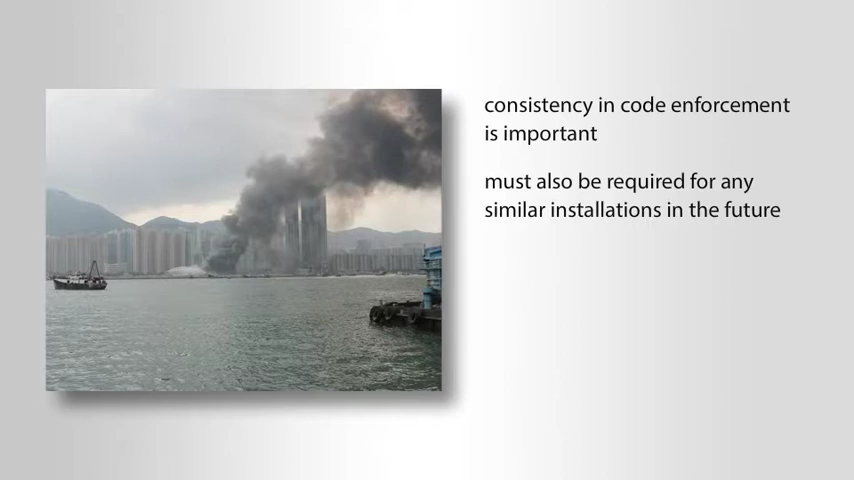 consistency in code enforcement
is important
must also be required for any
similar installations in the future